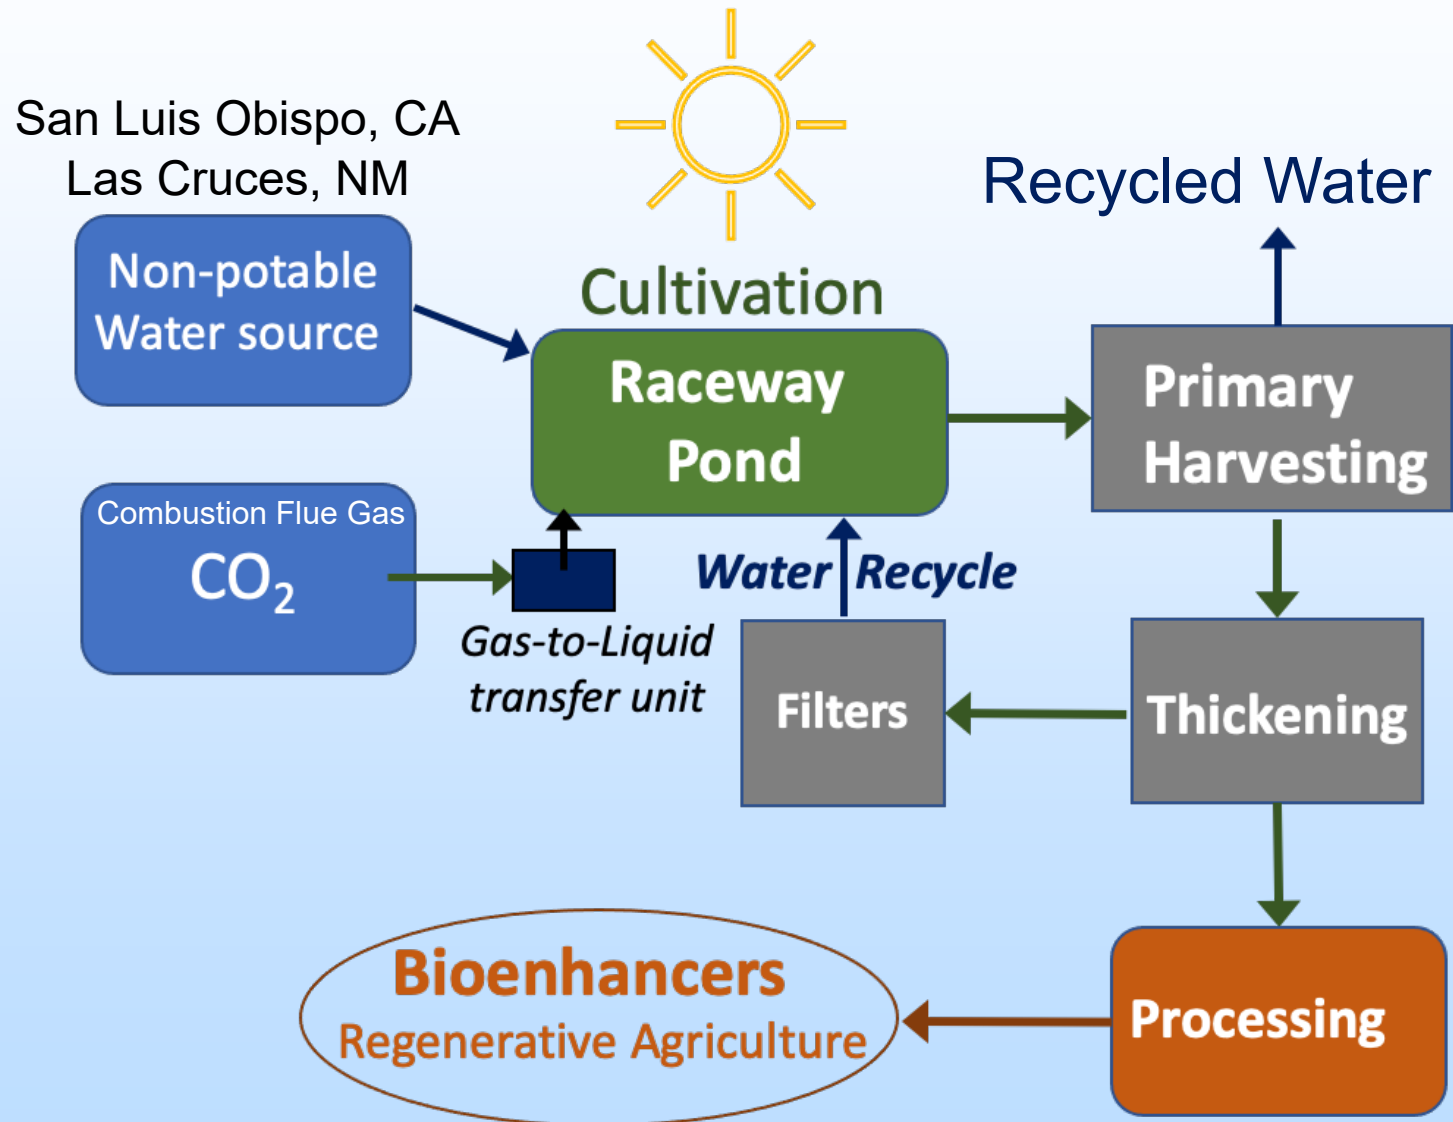 San Luis Obispo, CA
Las Cruces, NM
Non-potable
Water source
Cultivation
Raceway
Pond
Recycled Water
Primary
Harvesting
Combustion Flue Gas
CO₂
Gas-to-Liquid
transfer unit
Water Recycle
Filters
Thickening
Processing
Bioenhancers
Regenerative Agriculture